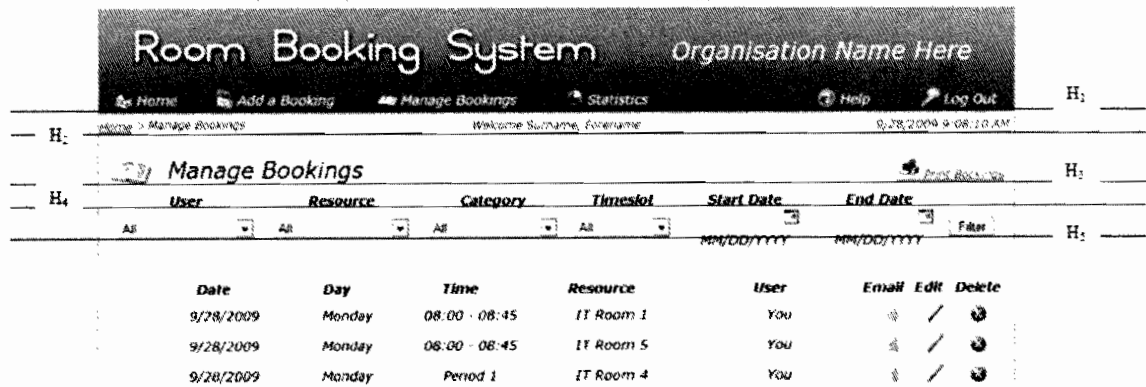 Room Booking System Organisation Name Here
Home Add a Booking Manage Bookings Statistics Help Log Out
H1
Home > Manage Bookings Welcome Surname, Forename 9/28/2009 9:08:10 AM
H2
Manage Bookings Print Bookings
H3
H4
User Resource Category Timeslot Start Date End Date
All All All All Filter
MM/DD/YYYY MM/DD/YYYY
H5
Date Day Time Resource User Email Edit Delete
9/28/2009 Monday 08:00 - 08:45 IT Room 1 You
9/28/2009 Monday 08:00 - 08:45 IT Room 5 You
9/28/2009 Monday Period 1 IT Room 4 You